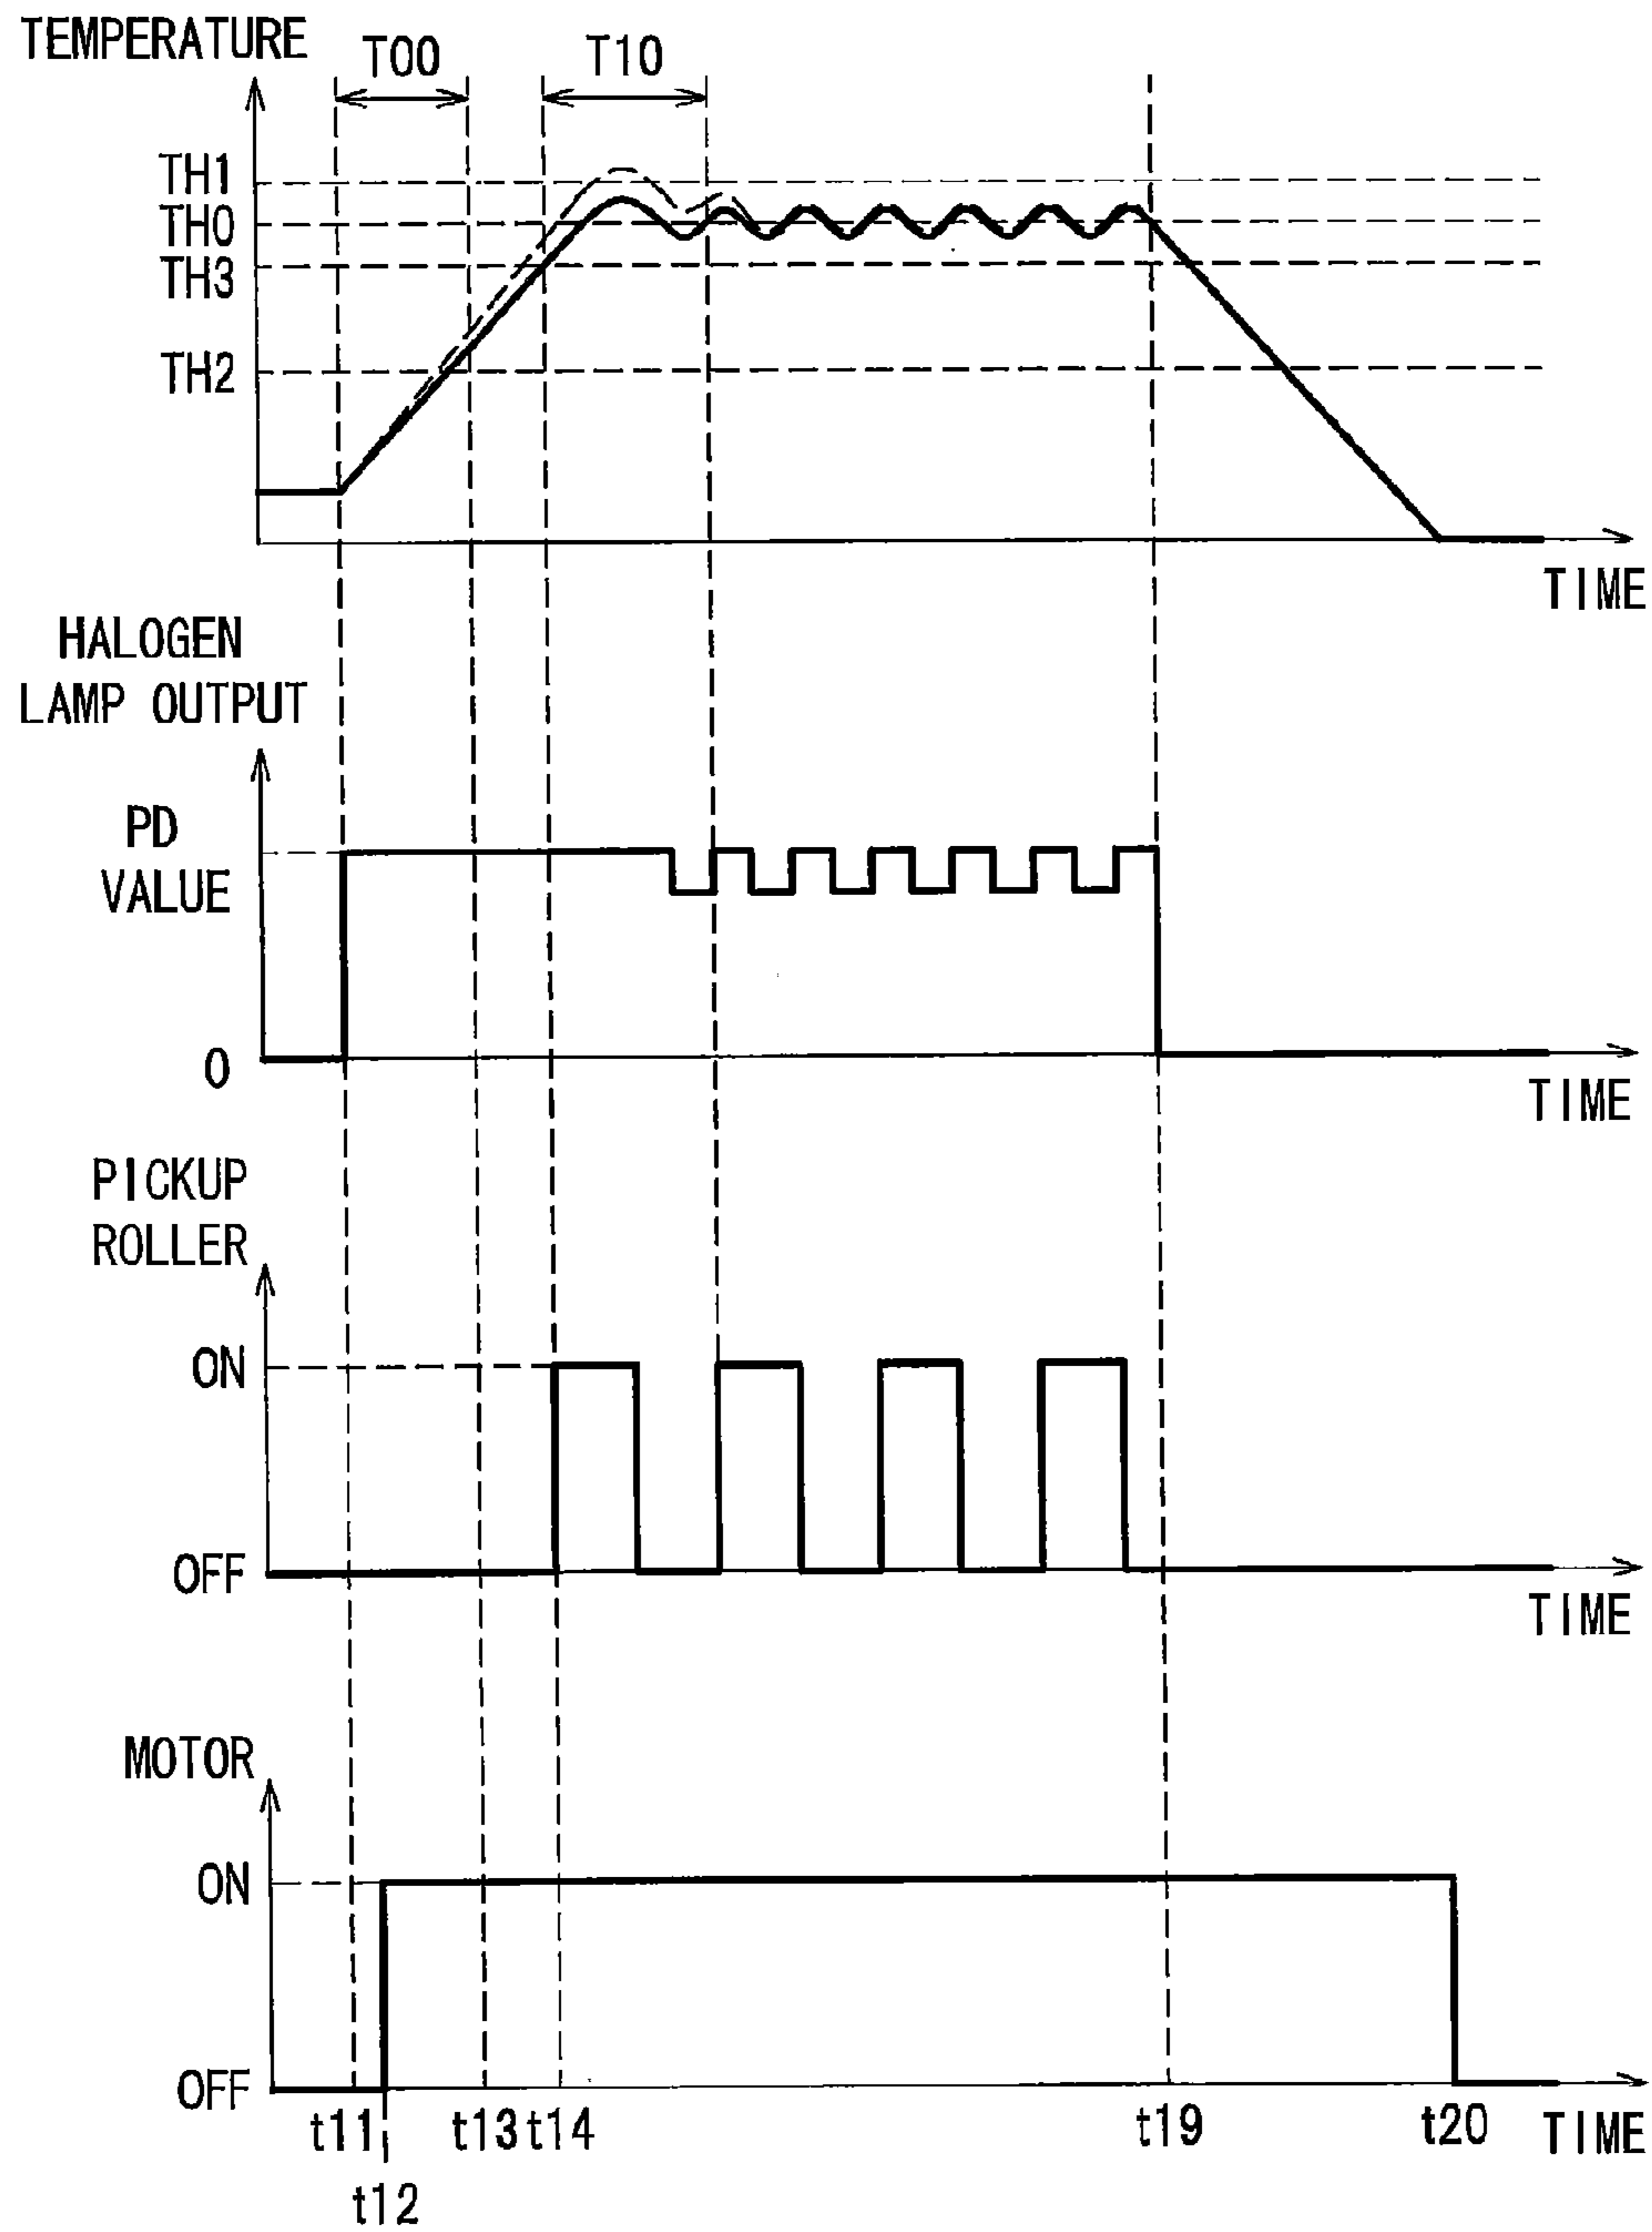 TEMPERATURE
T00
T10
TH1
TH0
TH3
TH2
TIME
HALOGEN
LAMP OUTPUT
PD
VALUE
0
TIME
PICKUP
ROLLER
ON
OFF
TIME
MOTOR
ON
OFF
t11
t13
t14
t19
t20
TIME
t12